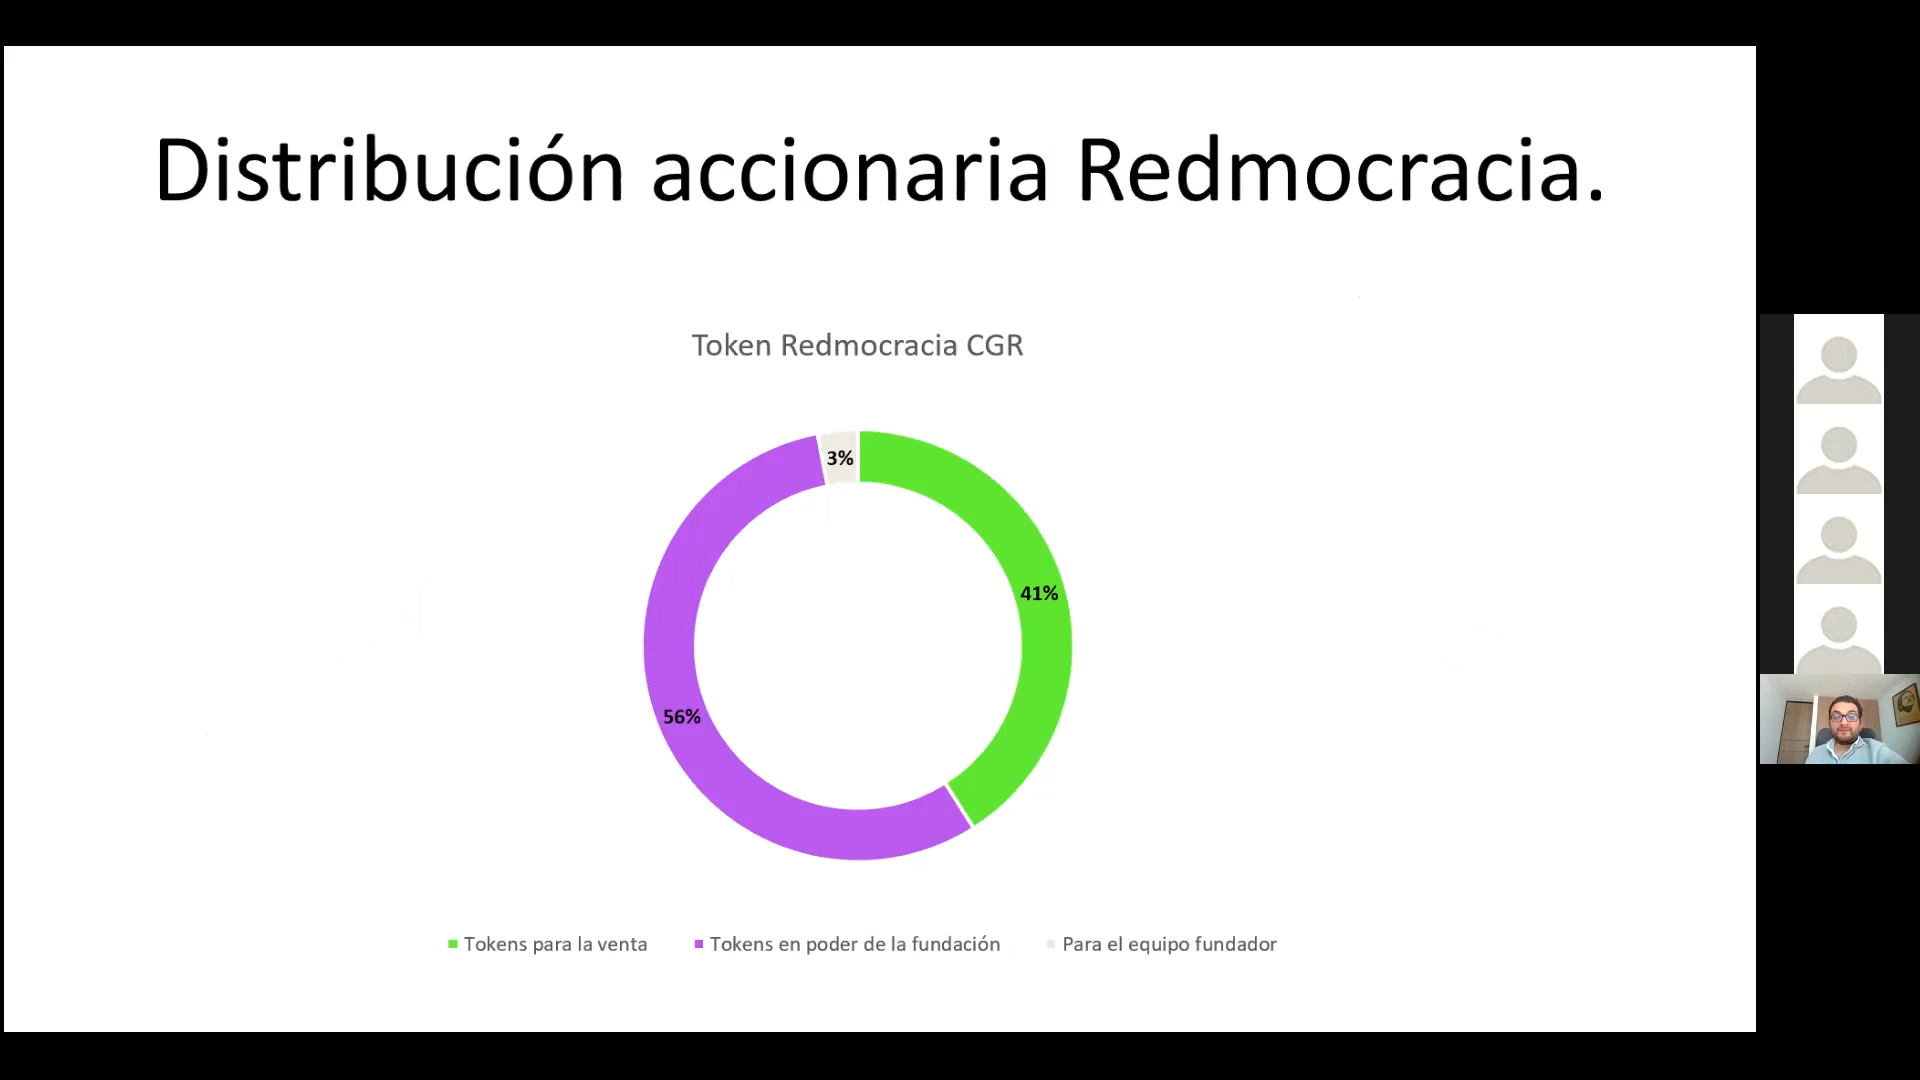 Distribución accionaria Redmocracia.
Token Redmocracia CGR
3%
41%
56%
Tokens para la venta Tokens en poder de la fundación Para el equipo fundador